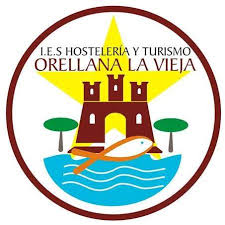 I.E.S HOSTELERÍA Y TURISMO
ORELLANA LA VIEJA